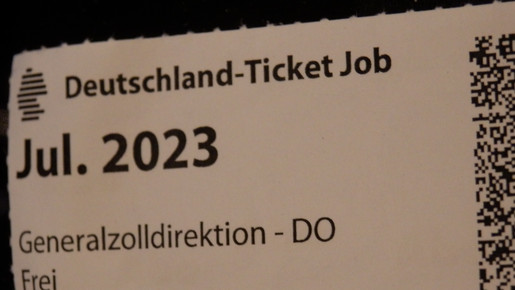 Deutschland-Ticket Job
Jul. 2023
Generalzolldirektion - DO
Frei